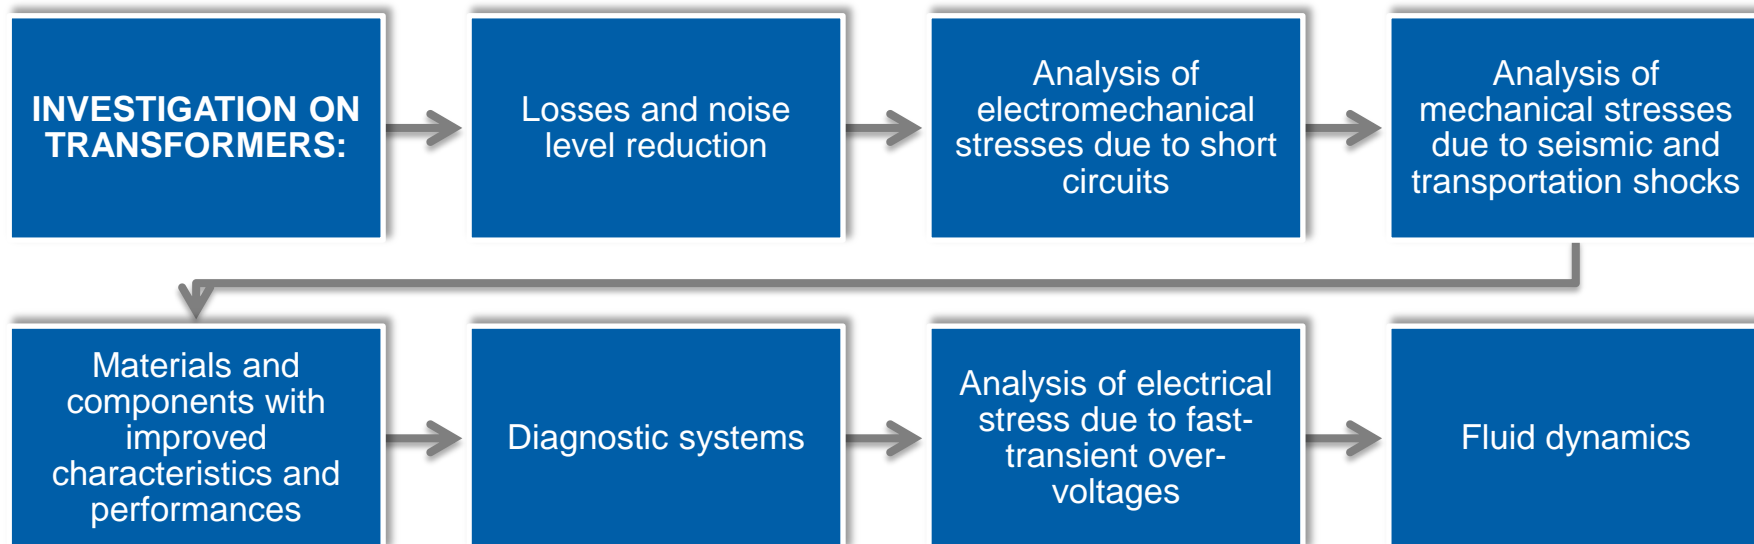 INVESTIGATION ON
TRANSFORMERS:
Losses and noise
level reduction
Analysis of
electromechanical
stresses due to short
circuits
Analysis of
mechanical stresses
due to seismic and
transportation shocks
Materials and
components with
improved
characteristics and
performances
Diagnostic systems
Analysis of electrical
stress due to fast-
transient over-
voltages
Fluid dynamics